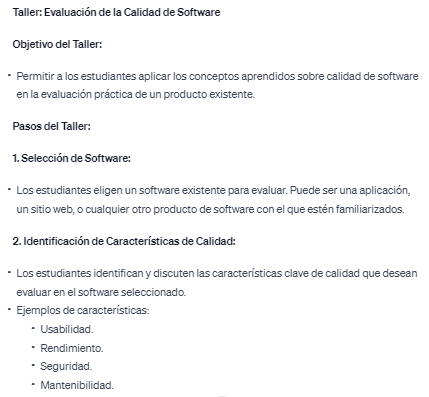 Taller: Evaluación de la Calidad de Software
Objetivo del Taller:
• Permitir a los estudiantes aplicar los conceptos aprendidos sobre calidad de software
en la evaluación práctica de un producto existente.
Pasos del Taller:
1. Selección de Software:
• Los estudiantes eligen un software existente para evaluar. Puede ser una aplicación,
un sitio web, o cualquier otro producto de software con el que estén familiarizados.
2. Identificación de Características de Calidad:
• Los estudiantes identifican y discuten las características clave de calidad que desean
evaluar en el software seleccionado.
• Ejemplos de características:
• Usabilidad.
• Rendimiento.
• Seguridad.
• Mantenibilidad.